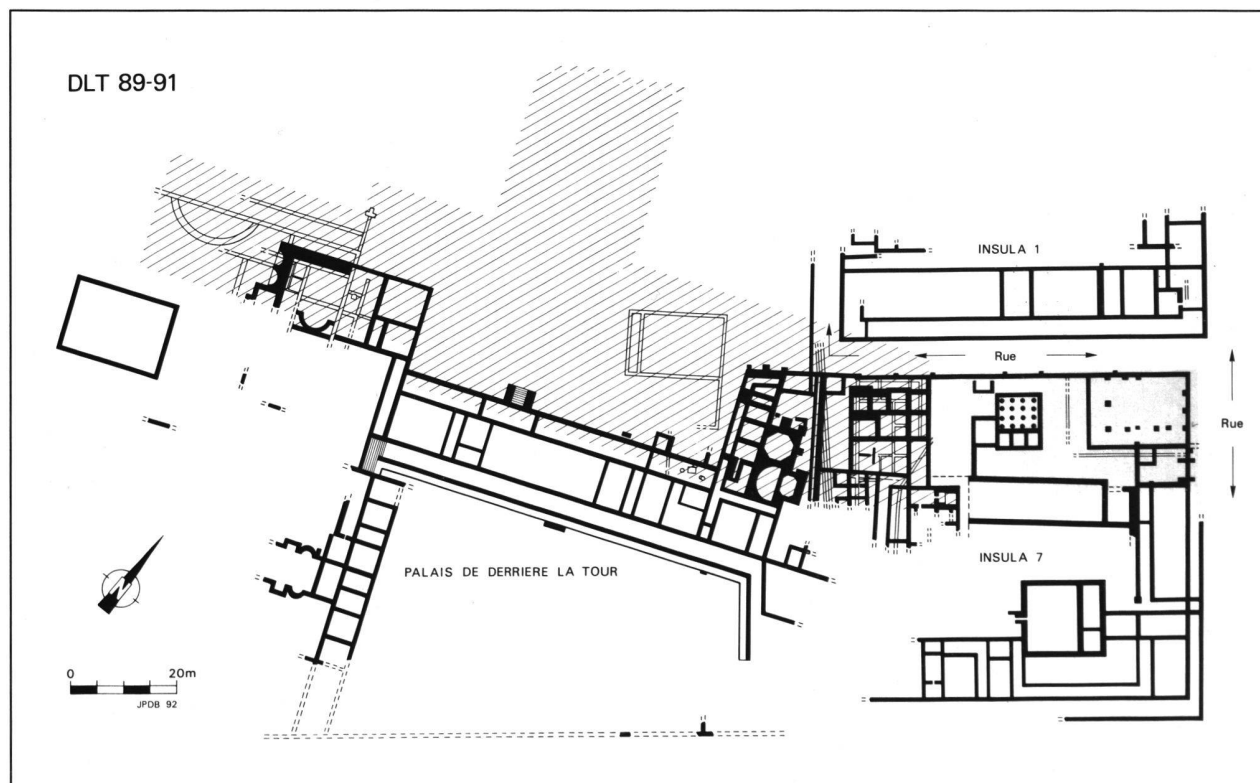 DLT 89-91
INSULA 1
Rue
Rue
INSULA 7
PALAIS DE DERRIERE LA TOUR
N
0 20m
JPDB 92